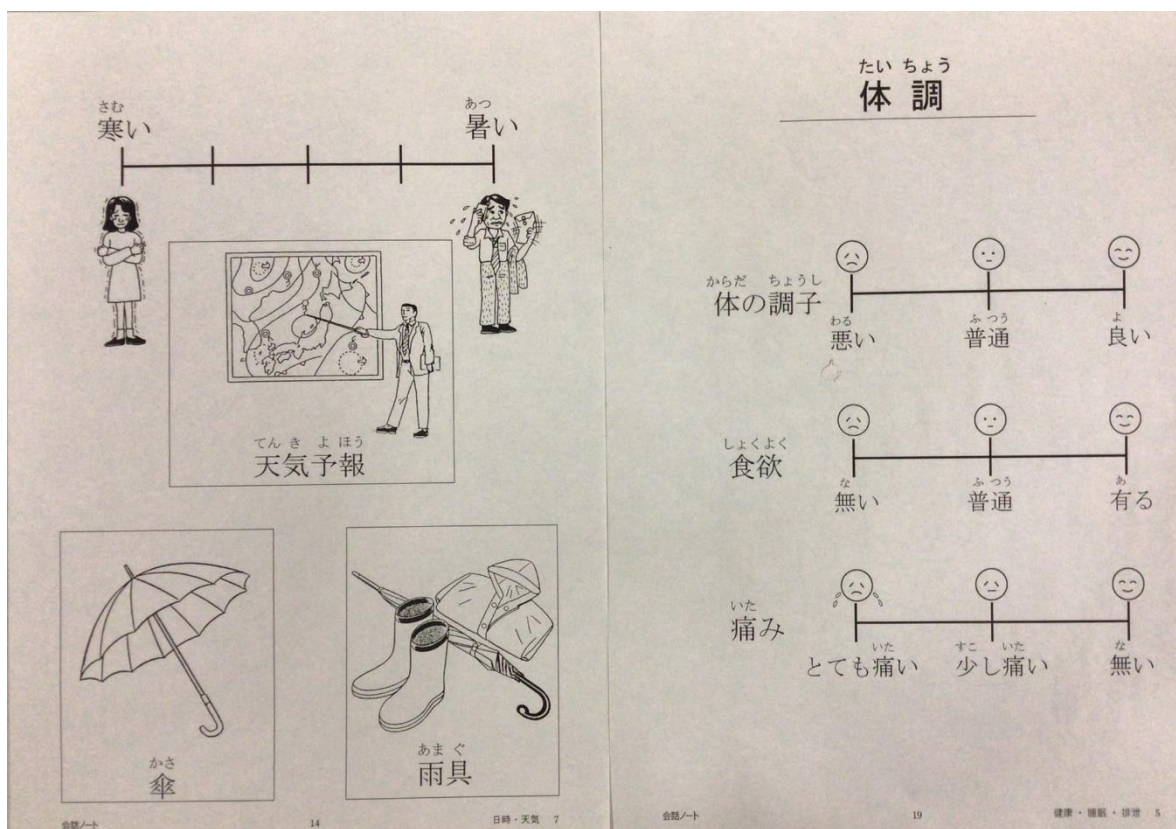 さむ
寒い
あつ
暑い
てん き よ ほう
天気予報
かさ
傘
あま ぐ
雨具
会話ノート
14
日時・天気 7
たい ちょう
体 調
からだ ちょうし
体の調子
わる
悪い
ふ つう
普通
よ
良い
しょくよく
食欲
な
無い
ふ つう
普通
あ
有る
いた
痛み
いた
とても痛い
すこ いた
少し痛い
な
無い
会話ノート
19
健康・睡眠・排泄 5